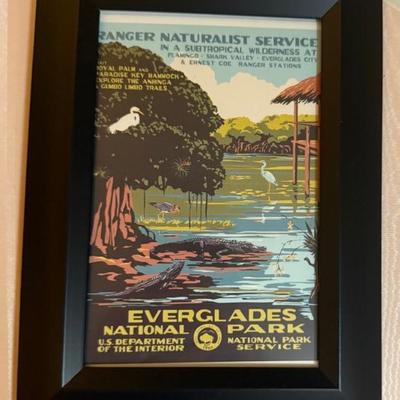 RANGER NATURALIST SERVICE
IN A SUBTROPICAL WILDERNESS AT
FLAMINGO · SHARK VALLEY · EVERGLADES CITY
& ERNEST COE RANGER STATIONS
ROYAL PALM AND
PARADISE KEY HAMMOCK
EXPLORE THE ANHINGA
& GUMBO LIMBO TRAILS
EVERGLADES
NATIONAL PARK
U.S. DEPARTMENT
OF THE INTERIOR
NATIONAL PARK
SERVICE